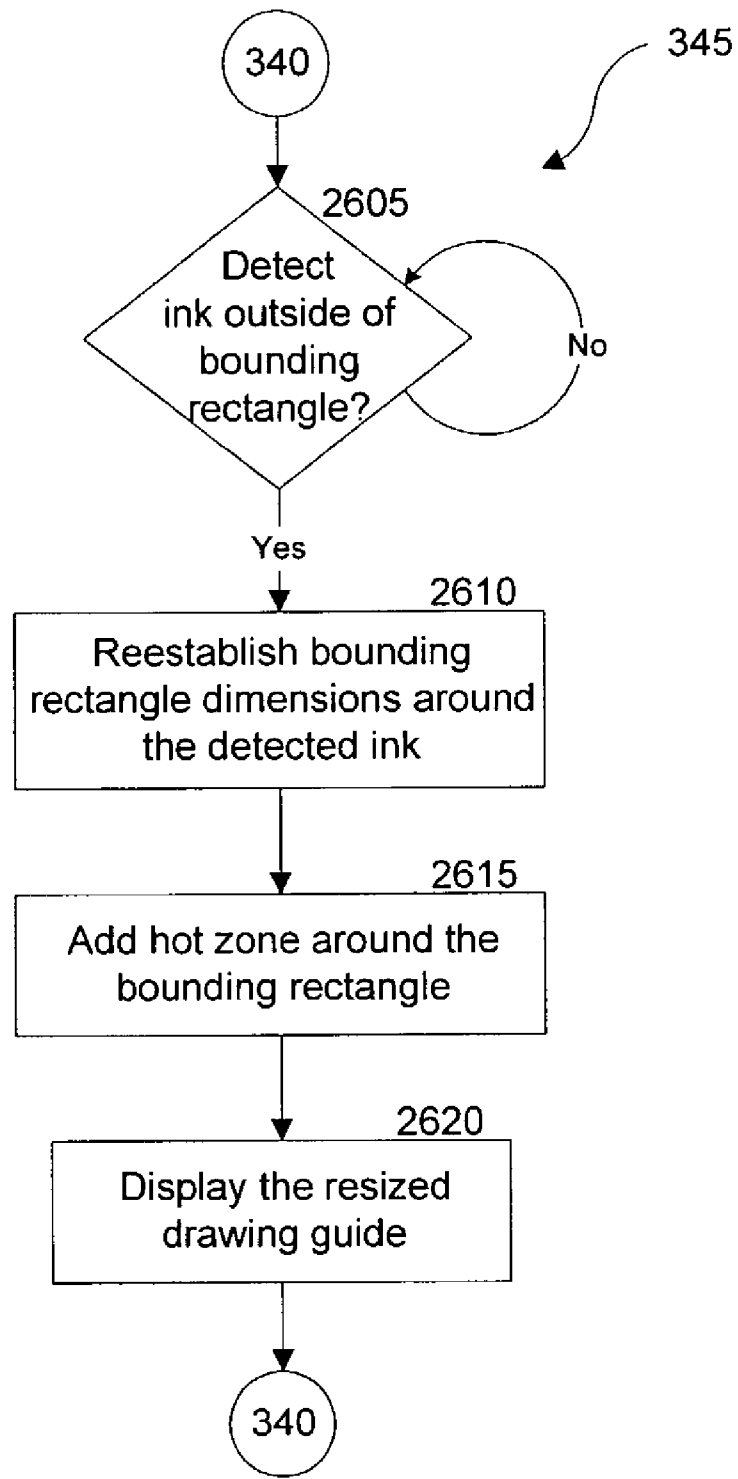 340
345
2605
Detect
ink outside of
bounding
rectangle?
No
Yes
2610
Reestablish bounding
rectangle dimensions around
the detected ink
2615
Add hot zone around the
bounding rectangle
2620
Display the resized
drawing guide
340